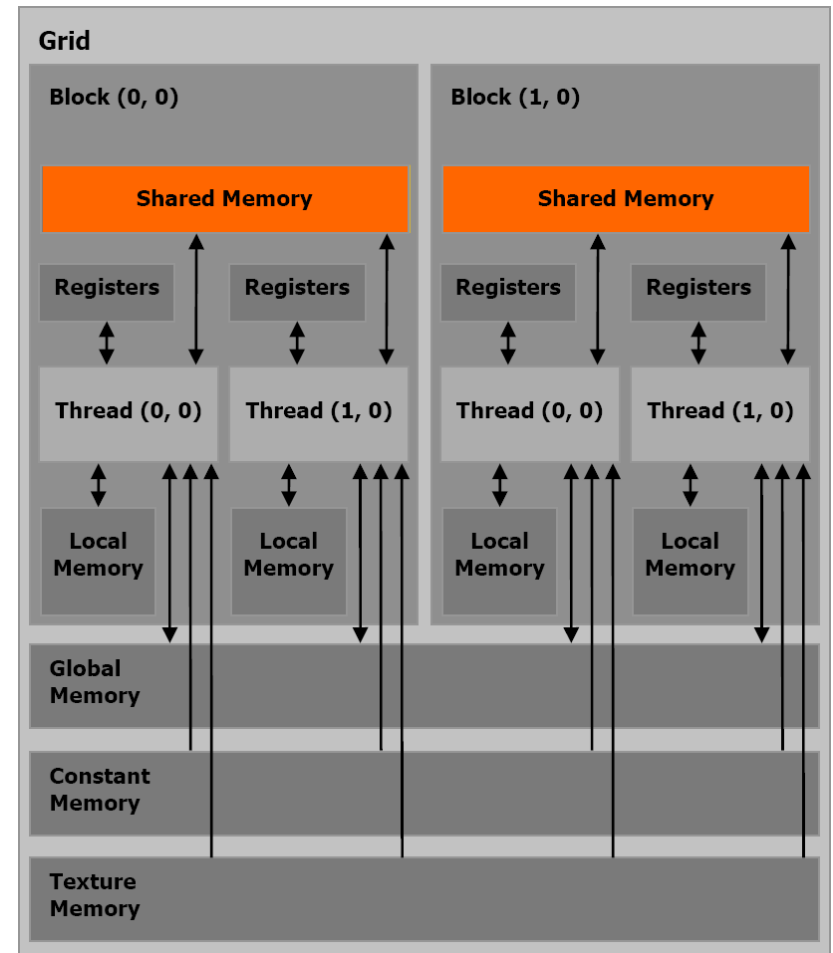 Grid
Block (0, 0)
Block (1, 0)
Shared Memory
Shared Memory
Registers
Registers
Registers
Registers
Thread (0, 0)
Thread (1, 0)
Thread (0, 0)
Thread (1, 0)
Local
Memory
Local
Memory
Local
Memory
Local
Memory
Global
Memory
Constant
Memory
Texture
Memory